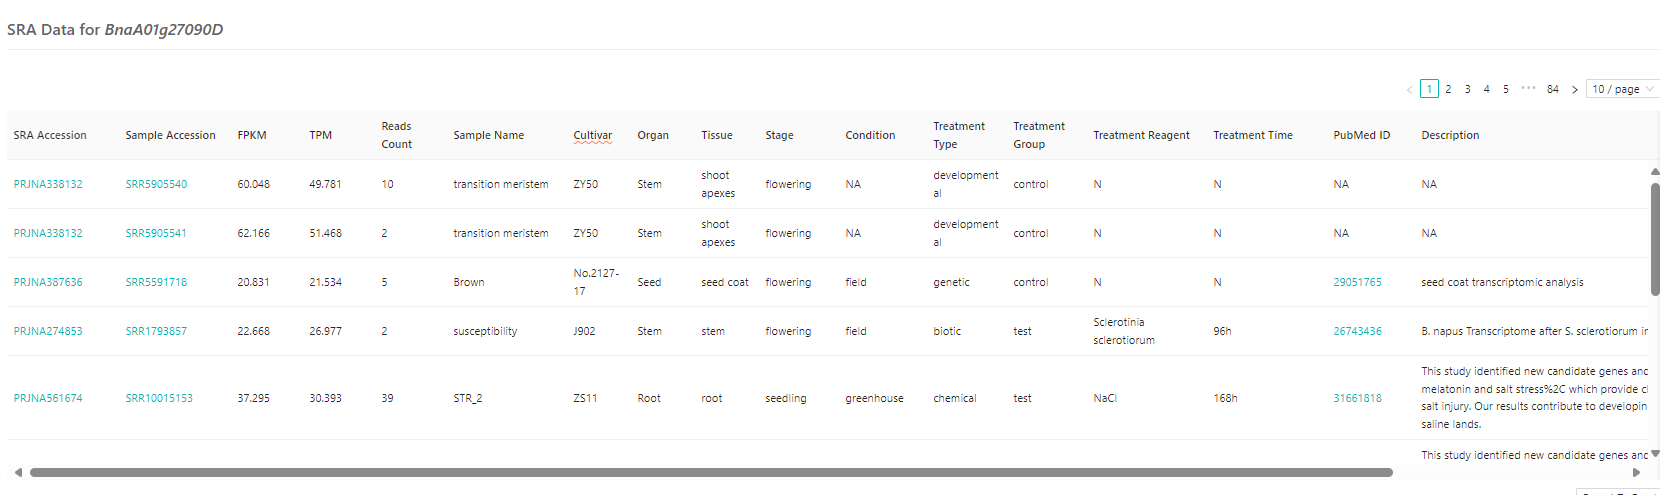 SRA Data for BnaA01g27090D
1 2 3 4 5 ••• 84 10 / page
SRA Accession Sample Accession FPKM TPM Reads Count Sample Name Cultivar Organ Tissue Stage Condition Treatment Type Treatment Group Treatment Reagent Treatment Time PubMed ID Description
PRJNA338132 SRR5905540 60.048 49.781 10 transition meristem ZY50 Stem shoot apexes flowering NA development al control N N NA NA
PRJNA338132 SRR5905541 62.166 51.468 2 transition meristem ZY50 Stem shoot apexes flowering NA development al control N N NA NA
PRJNA387636 SRR5591718 20.831 21.534 5 Brown No.2127-17 Seed seed coat flowering field genetic control N N 29051765 seed coat transcriptomic analysis
PRJNA274853 SRR1793857 22.668 26.977 2 susceptibility J902 Stem stem flowering field biotic test Sclerotinia sclerotiorum 96h 26743436 B. napus Transcriptome after S. sclerotiorum
PRJNA561674 SRR10015153 37.295 30.393 39 STR_2 ZS11 Root root seedling greenhouse chemical test NaCl 168h 31661818 This study identified new candidate genes and
melatonin and salt stress%2C which provide
salt injury. Our results contribute to
saline lands.
This study identified new candidate genes and